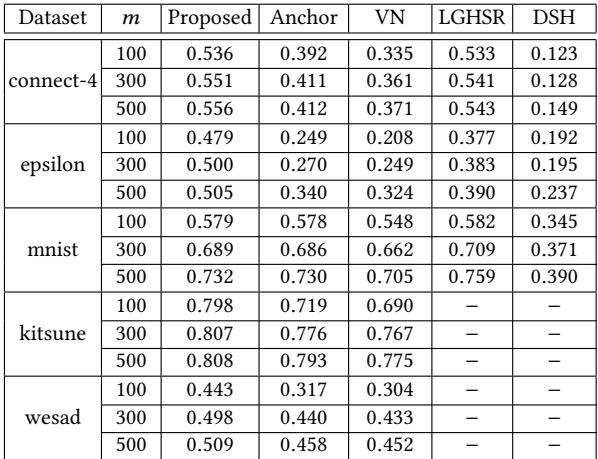 Dataset m Proposed Anchor VN LGHSR DSH
connect-4 100 0.536 0.392 0.335 0.533 0.123
300 0.551 0.411 0.361 0.541 0.128
500 0.556 0.412 0.371 0.543 0.149
epsilon 100 0.479 0.249 0.208 0.377 0.192
300 0.500 0.270 0.249 0.383 0.195
500 0.505 0.340 0.324 0.390 0.237
mnist 100 0.579 0.578 0.548 0.582 0.345
300 0.689 0.686 0.662 0.709 0.371
500 0.732 0.730 0.705 0.759 0.390
kitsune 100 0.798 0.719 0.690 – –
300 0.807 0.776 0.767 – –
500 0.808 0.793 0.775 – –
wesad 100 0.443 0.317 0.304 – –
300 0.498 0.440 0.433 – –
500 0.509 0.458 0.452 – –